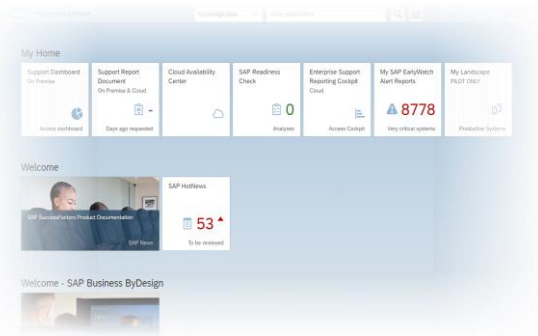 Knowledge Base
My Home
Support Dashboard
On Premise
Access dashboard
Support Report
Document
On Premise & Cloud
-
Days ago requested
Cloud Availability
Center
SAP Readiness
Check
0
Analyses
Enterprise Support
Reporting Cockpit
Cloud
Access Cockpit
My SAP EarlyWatch
Alert Reports
8778
Very critical systems
My Landscape
PILOT ONLY
Production Systems
Welcome
SAP SuccessFactors Product Documentation
SAP News
SAP HotNews
53
To be reviewed
Welcome - SAP Business ByDesign